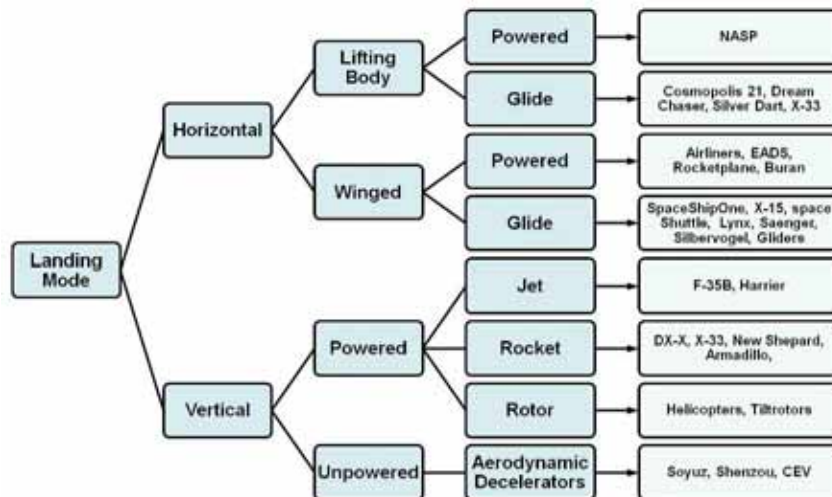 Powered
NASP
Lifting
Body
Glide
Cosmopolis 21, Dream
Chaser, Silver Dart, X-33
Horizontal
Powered
Airliners, EADS,
Rocketplane, Buran
Winged
Glide
SpaceShipOne, X-15, space
Shuttle, Lynx, Saenger,
Silbervogel, Gliders
Landing
Mode
Jet
F-35B, Harrier
Powered
Rocket
DX-X, X-33, New Shepard,
Armadillo,
Vertical
Rotor
Helicopters, Tiltrotors
Unpowered
Aerodynamic
Decelerators
Soyuz, Shenzou, CEV